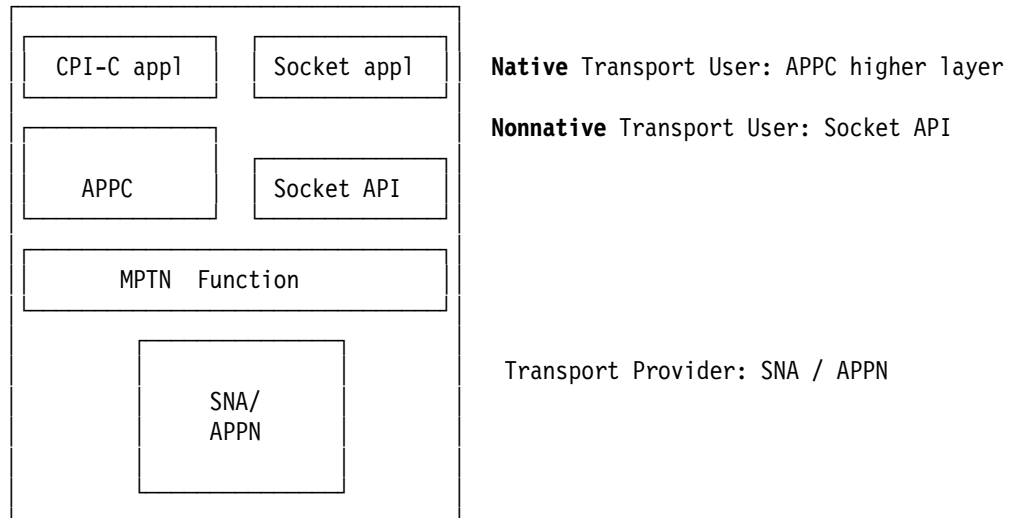 CPI-C appl Socket appl Native Transport User: APPC higher layer
Nonnative Transport User: Socket API
APPC Socket API
MPTN Function
Transport Provider: SNA / APPN
SNA/
APPN